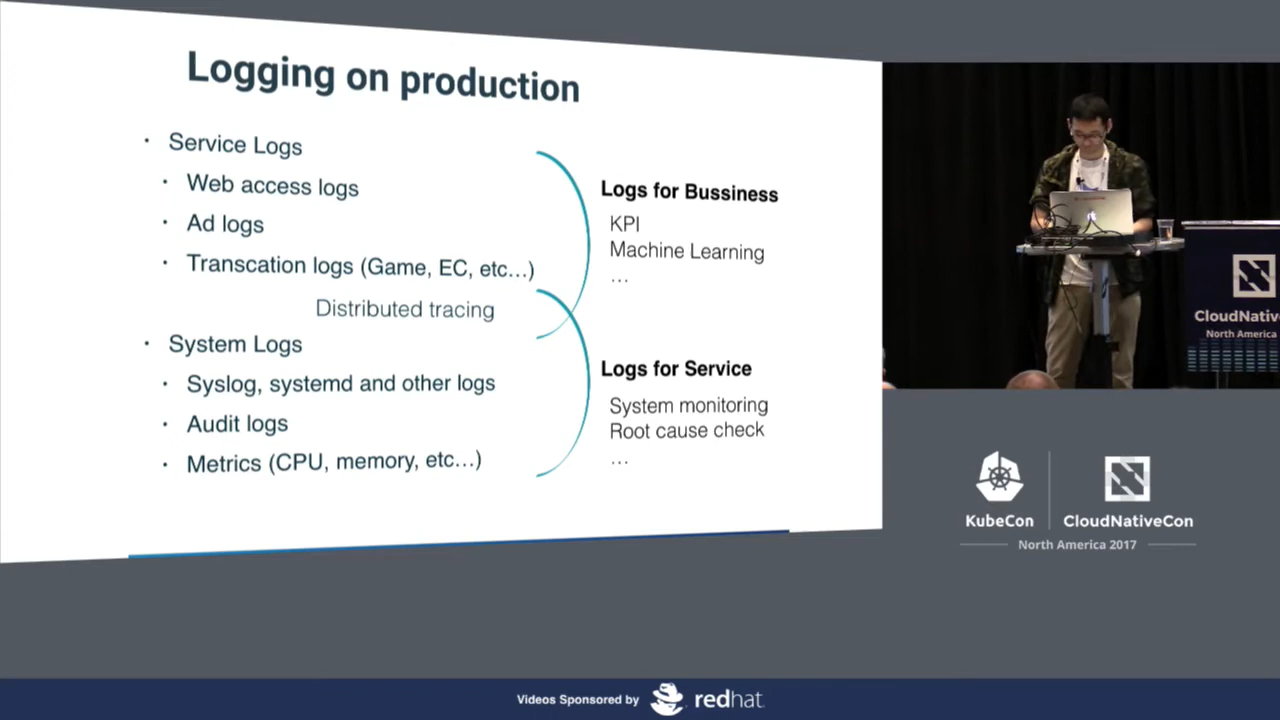 Logging on production
· Service Logs
· Web access logs
· Ad logs
· Transcation logs (Game, EC, etc…)
Distributed tracing
· System Logs
· Syslog, systemd and other logs
· Audit logs
· Metrics (CPU, memory, etc…)
Logs for Bussiness
KPI
Machine Learning
…
Logs for Service
System monitoring
Root cause check
…
CloudNative
North America
KubeCon
CloudNativeCon
North America 2017
Videos Sponsored by
redhat